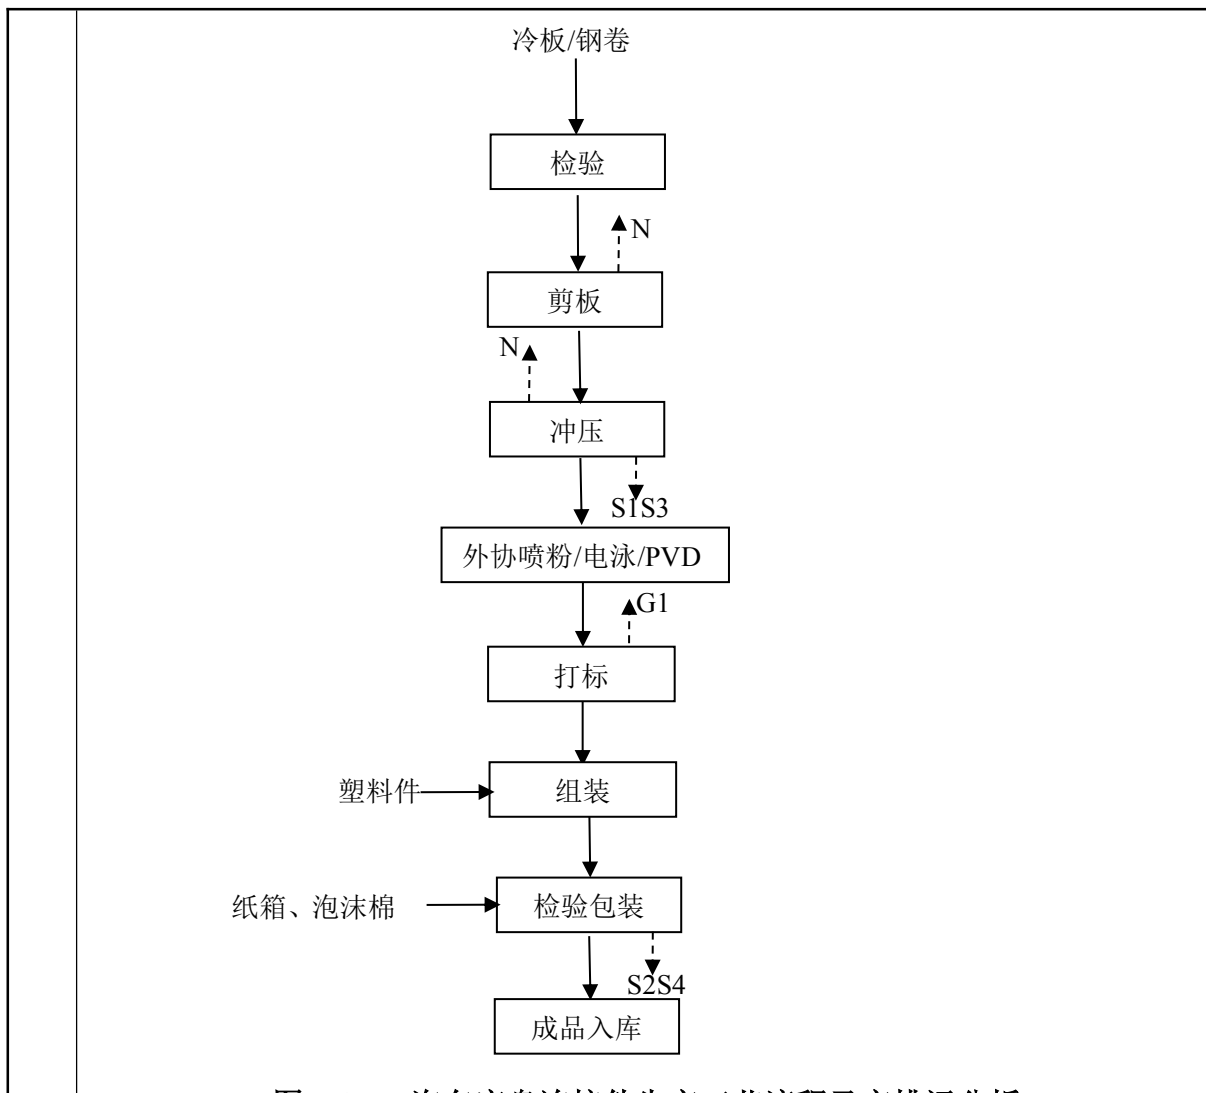 冷板/钢卷
检验
N
剪板
N
冲压
S1S3
外协喷粉/电泳/PVD
G1
打标
塑料件
组装
纸箱、泡沫棉
检验包装
S2S4
成品入库